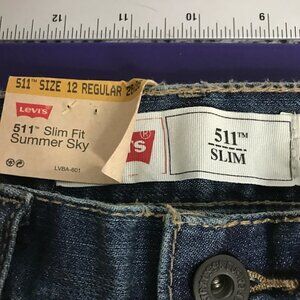 12
11
10
9
511™ SIZE 12 REGULAR
Levi's
511™ Slim Fit
Summer Sky
LVBA-601
®
511™
SLIM